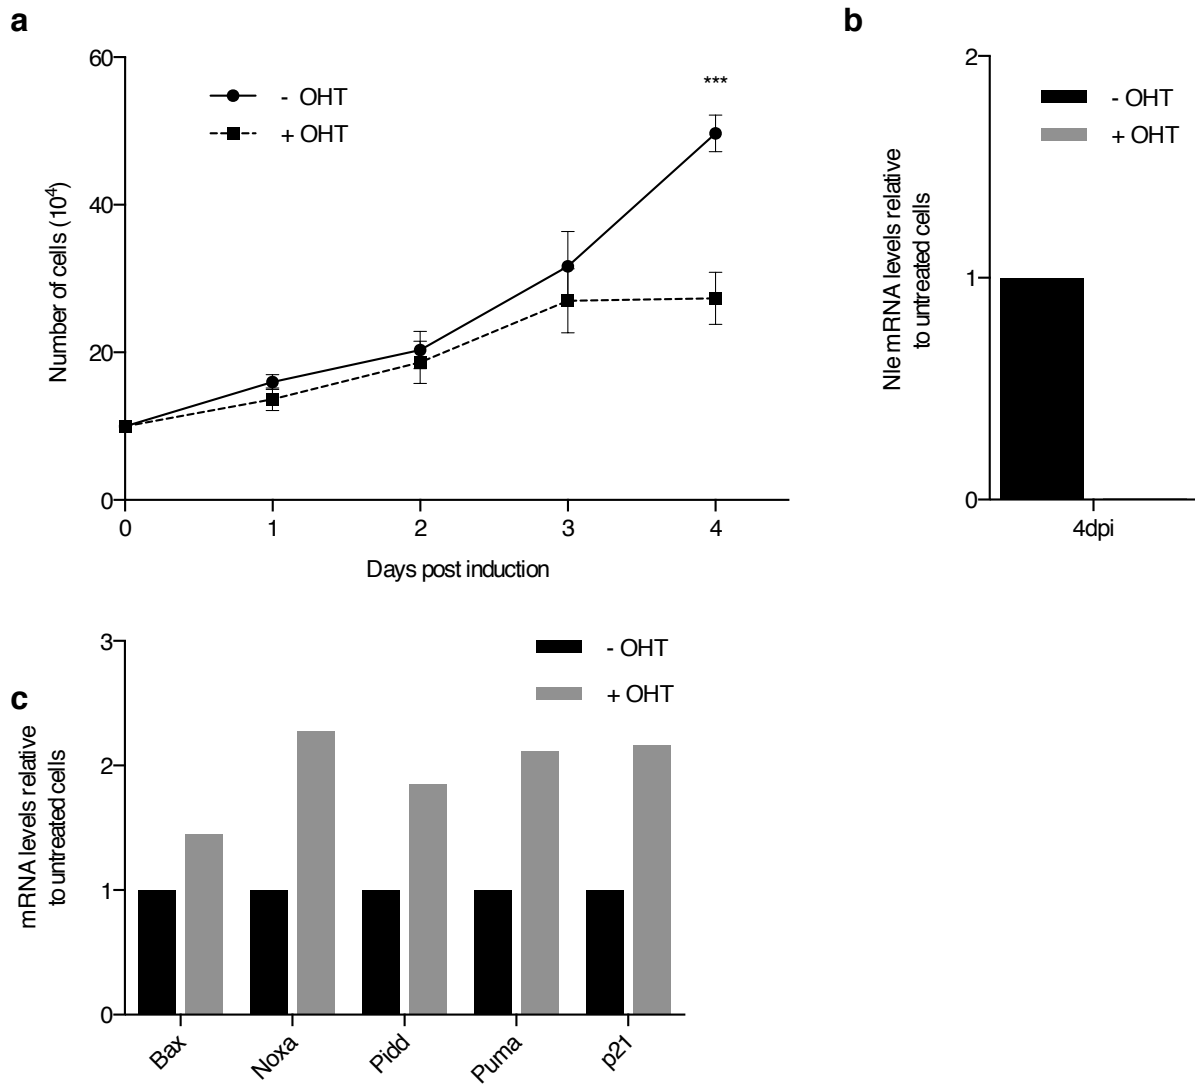 a
60
40
20
0
Number of cells (10⁴)
- OHT
+ OHT
***
0 1 2 3 4
Days post induction
b
2
1
0
Nle mRNA levels relative
to untreated cells
- OHT
+ OHT
4dpi
c
3
2
1
0
mRNA levels relative
to untreated cells
- OHT
+ OHT
Bax Noxa Pidd Puma p21